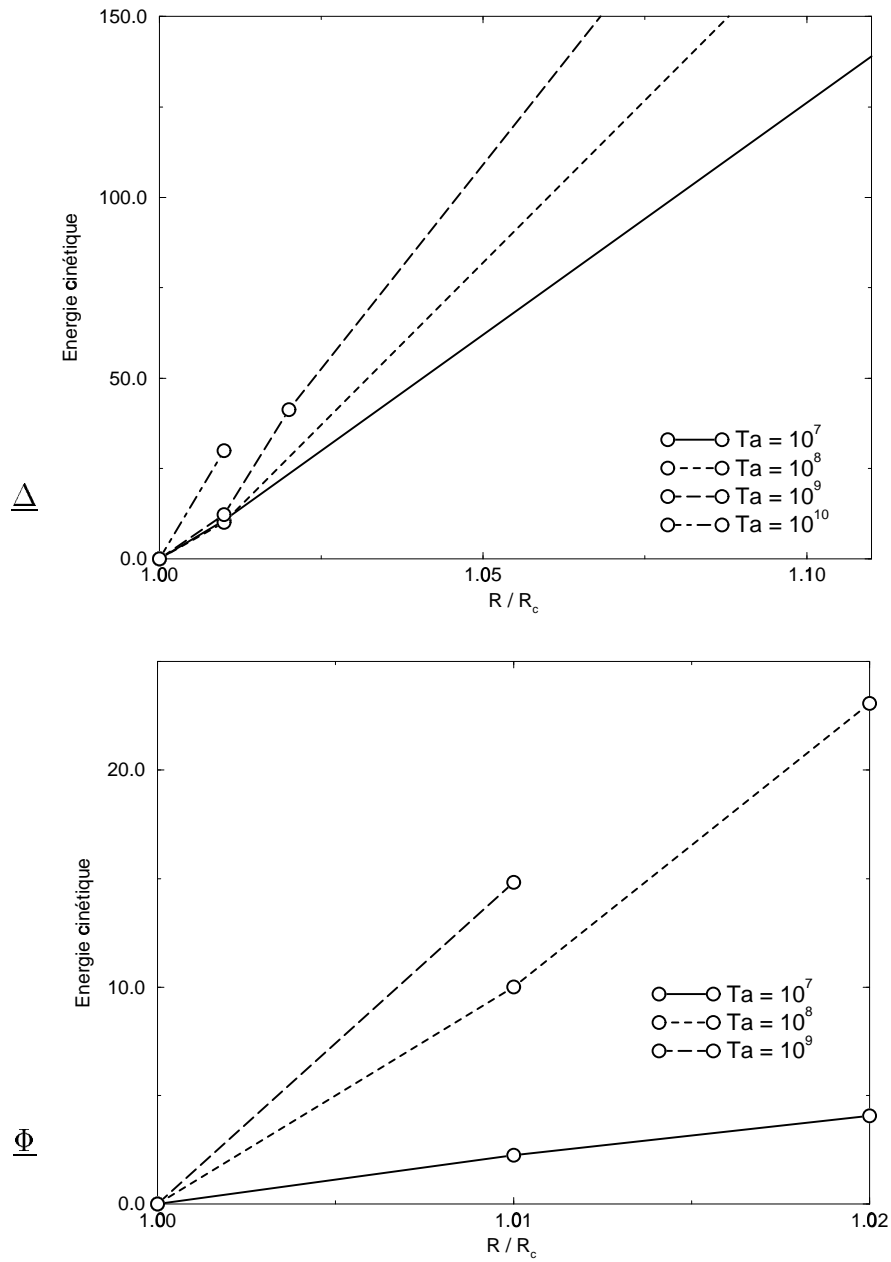 150.0
100.0
50.0
0.0
Energie cinétique
1.00
1.05
1.10
R / Rc
Ta = 10^7
Ta = 10^8
Ta = 10^9
Ta = 10^10
Δ
20.0
10.0
0.0
Energie cinétique
1.00
1.01
1.02
R / Rc
Ta = 10^7
Ta = 10^8
Ta = 10^9
Φ